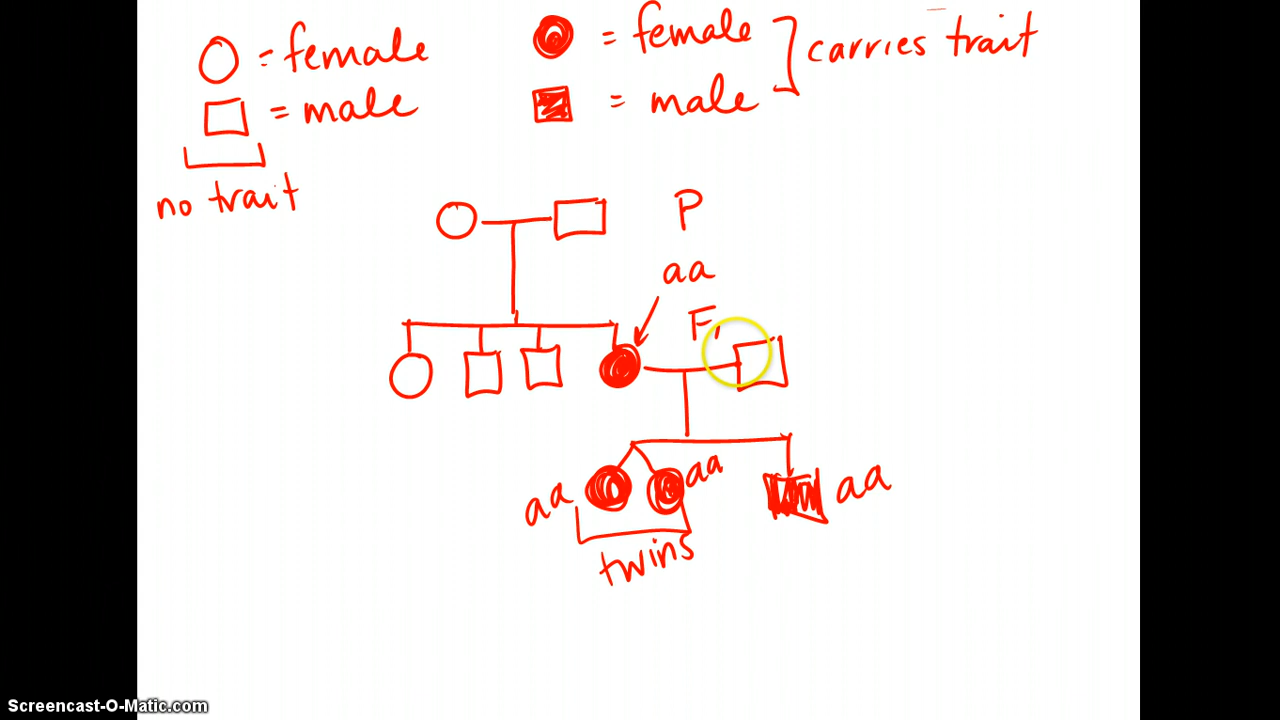 = female
= male
no trait
= female
= male
carries trait
P
aa
F1
aa
aa
aa
twins
Screencast-O-Matic.com